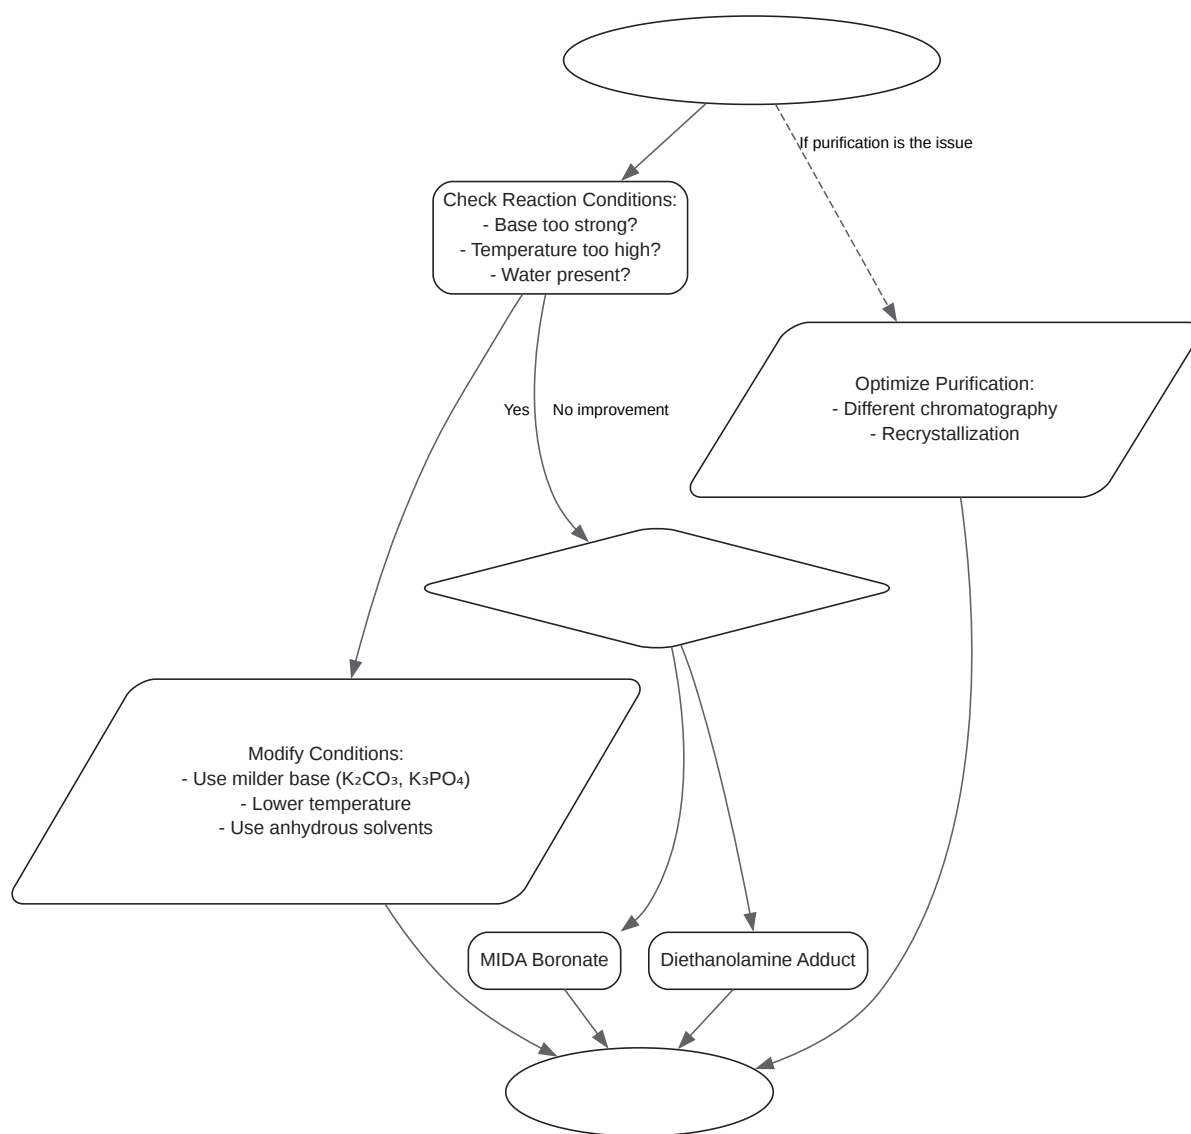 If purification is the issue
Check Reaction Conditions:
- Base too strong?
- Temperature too high?
- Water present?
Optimize Purification:
- Different chromatography
- Recrystallization
Yes
No improvement
Modify Conditions:
- Use milder base (K₂CO₃, K₃PO₄)
- Lower temperature
- Use anhydrous solvents
MIDA Boronate
Diethanolamine Adduct